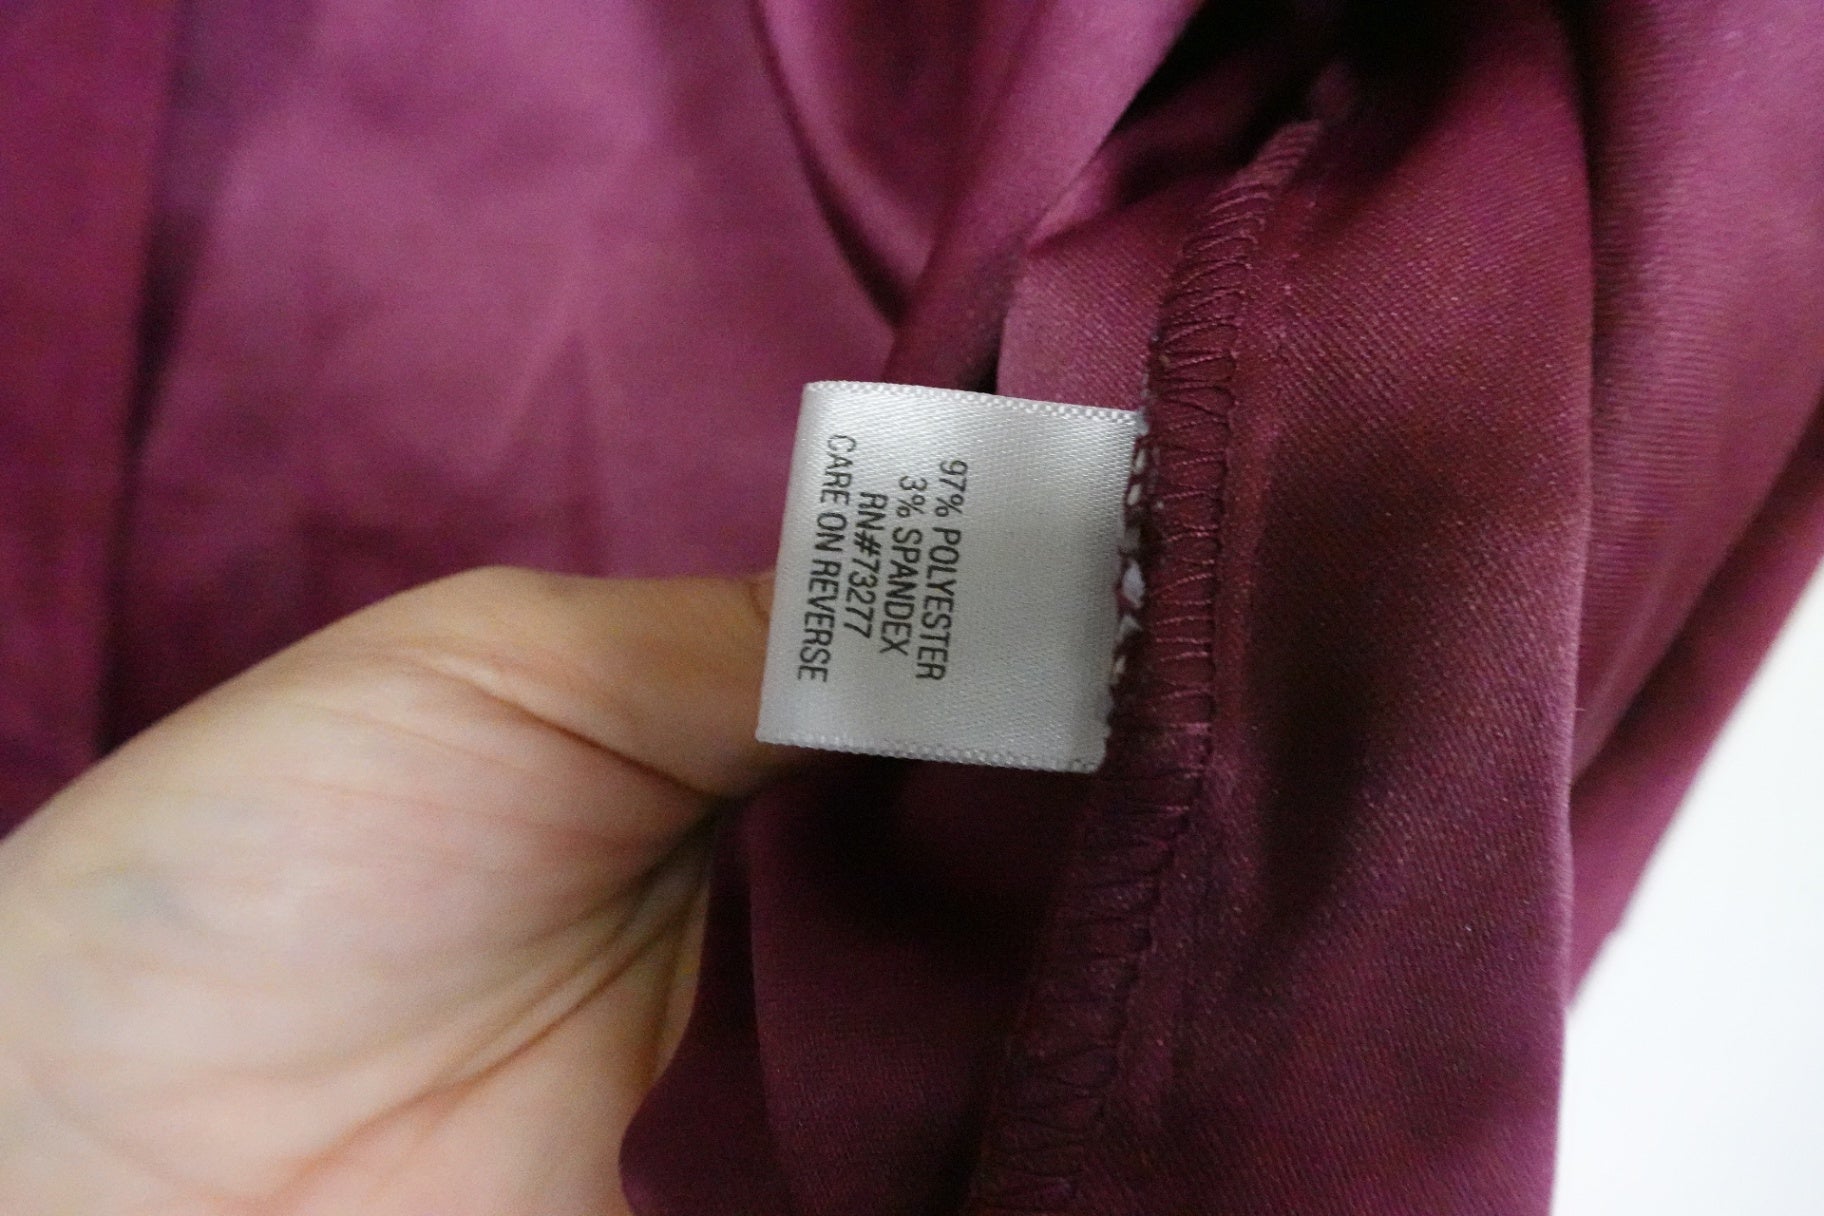 97% POLYESTER
3% SPANDEX
RN#73277
CARE ON REVERSE